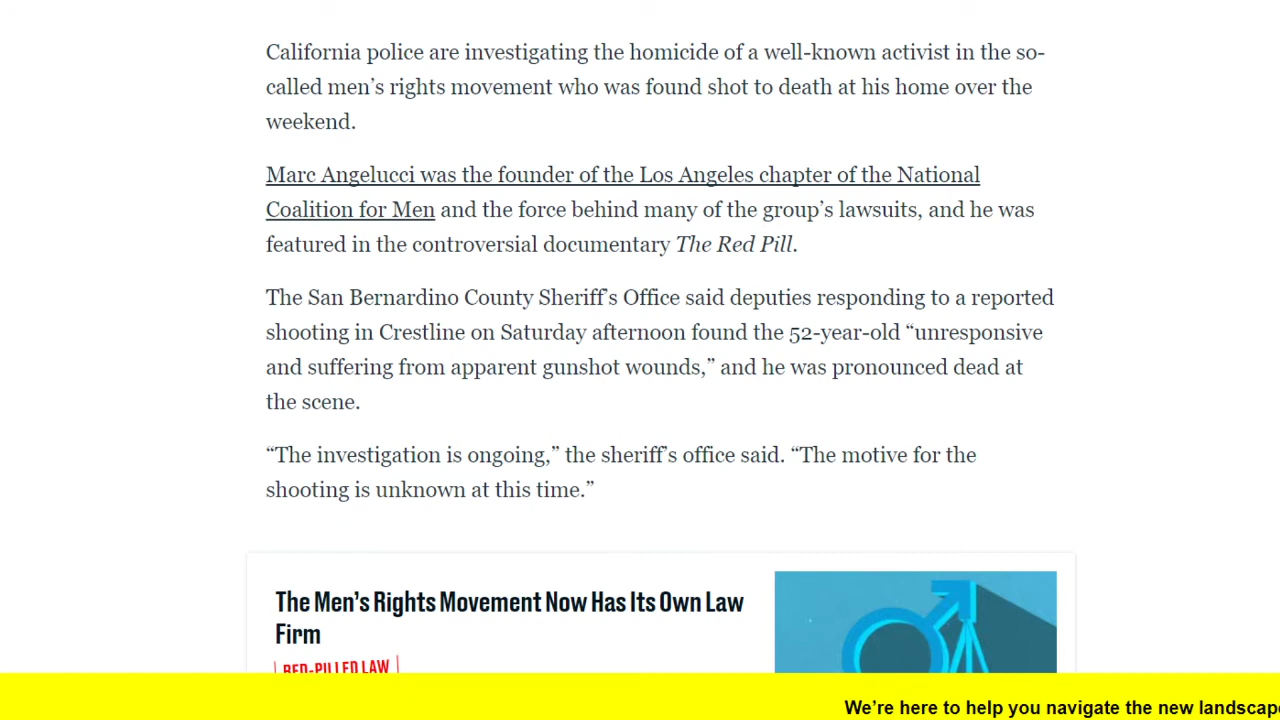 California police are investigating the homicide of a well-known activist in the so-
called men’s rights movement who was found shot to death at his home over the
weekend.
Marc Angelucci was the founder of the Los Angeles chapter of the National
Coalition for Men and the force behind many of the group’s lawsuits, and he was
featured in the controversial documentary The Red Pill.
The San Bernardino County Sheriff’s Office said deputies responding to a reported
shooting in Crestline on Saturday afternoon found the 52-year-old “unresponsive
and suffering from apparent gunshot wounds,” and he was pronounced dead at
the scene.
“The investigation is ongoing,” the sheriff’s office said. “The motive for the
shooting is unknown at this time.”
The Men’s Rights Movement Now Has Its Own Law
Firm
RED-PILLED LAW
We’re here to help you navigate the new landscape